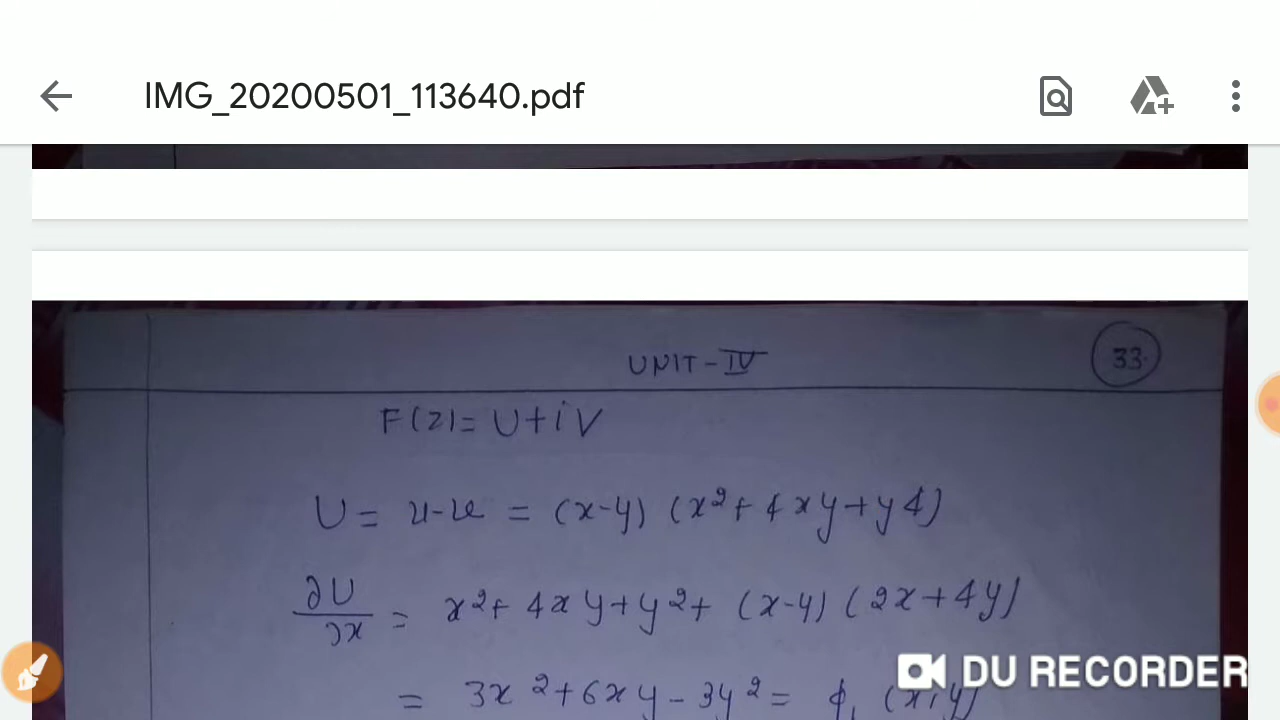 IMG_20200501_113640.pdf
UNIT-IV
33.
F(z)= U+iV
U= u-v = (x-y) (x²+4xy+y4)
∂U/∂x = x²+4xy+y²+ (x-y) (2x+4y)
= 3x²+6xy-3y²= ϕ₁ (x,y)
DU RECORDER